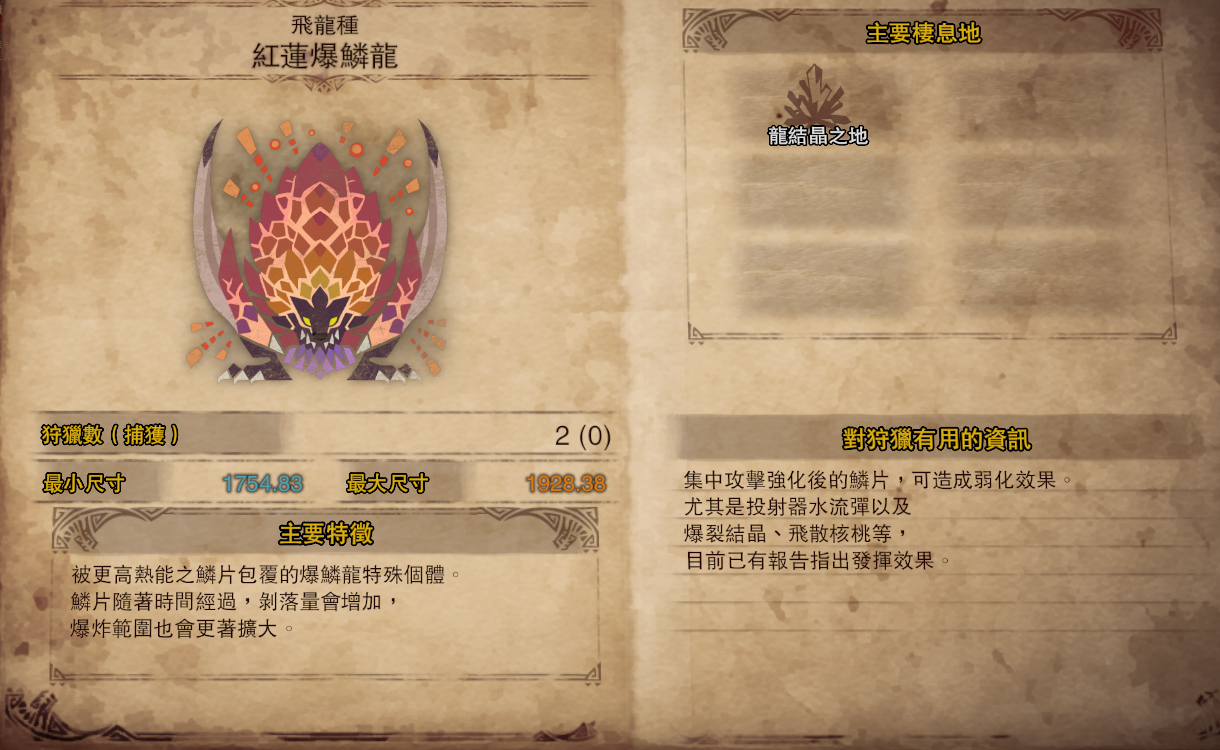 飛龍種
紅蓮爆鱗龍
狩獵數（捕獲）
2 (0)
最小尺寸
1754.83
最大尺寸
1928.38
主要特徵
被更高熱能之鱗片包覆的爆鱗龍特殊個體。
鱗片隨著時間經過，剝落量會增加，
爆炸範圍也會更著擴大。
主要棲息地
龍結晶之地
對狩獵有用的資訊
集中攻擊強化後的鱗片，可造成弱化效果。
尤其是投射器水流彈以及
爆裂結晶、飛散核桃等，
目前已有報告指出發揮效果。